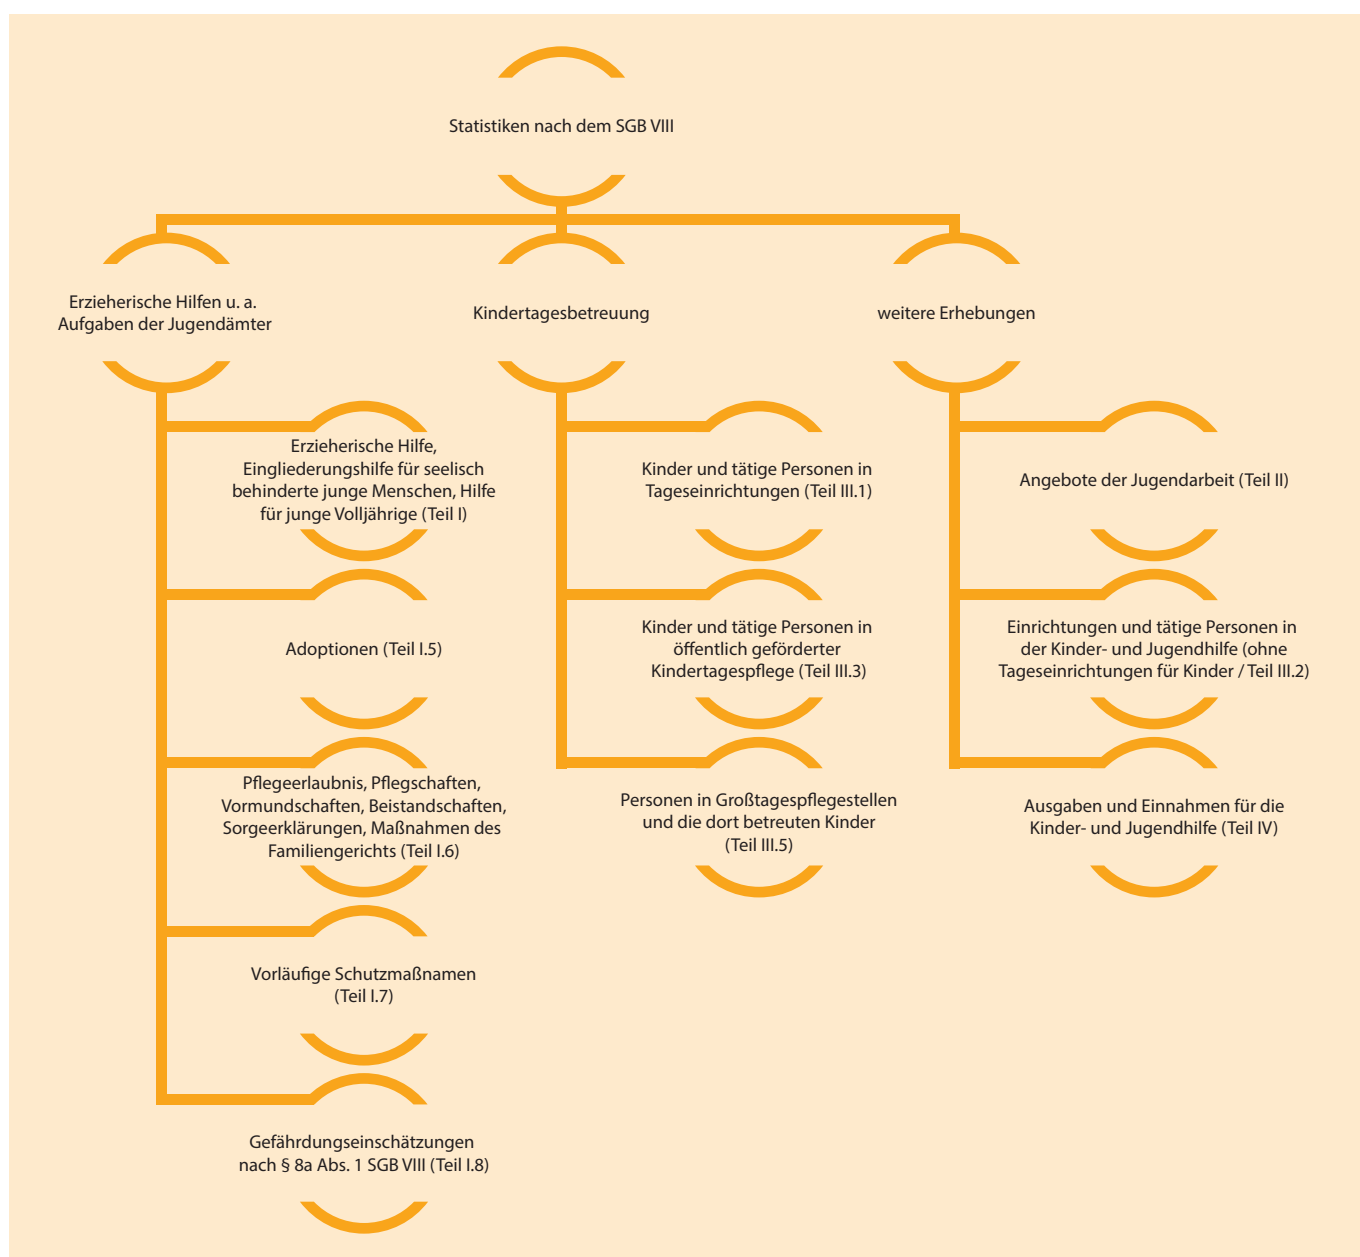 Statistiken nach dem SGB VIII
Erzieherische Hilfen u. a.
Aufgaben der Jugendämter
Kindertagesbetreuung
weitere Erhebungen
Erzieherische Hilfe,
Eingliederungshilfe für seelisch
behinderte junge Menschen, Hilfe
für junge Volljährige (Teil I)
Kinder und tätige Personen in
Tageseinrichtungen (Teil III.1)
Angebote der Jugendarbeit (Teil II)
Adoptionen (Teil I.5)
Kinder und tätige Personen in
öffentlich geförderter
Kindertagespflege (Teil III.3)
Einrichtungen und tätige Personen in
der Kinder- und Jugendhilfe (ohne
Tageseinrichtungen für Kinder / Teil III.2)
Pflegeerlaubnis, Pflegschaften,
Vormundschaften, Beistandschaften,
Sorgeerklärungen, Maßnahmen des
Familiengerichts (Teil I.6)
Personen in Großtagespflegestellen
und die dort betreuten Kinder
(Teil III.5)
Ausgaben und Einnahmen für die
Kinder- und Jugendhilfe (Teil IV)
Vorläufige Schutzmaßnamen
(Teil I.7)
Gefährdungseinschätzungen
nach § 8a Abs. 1 SGB VIII (Teil I.8)